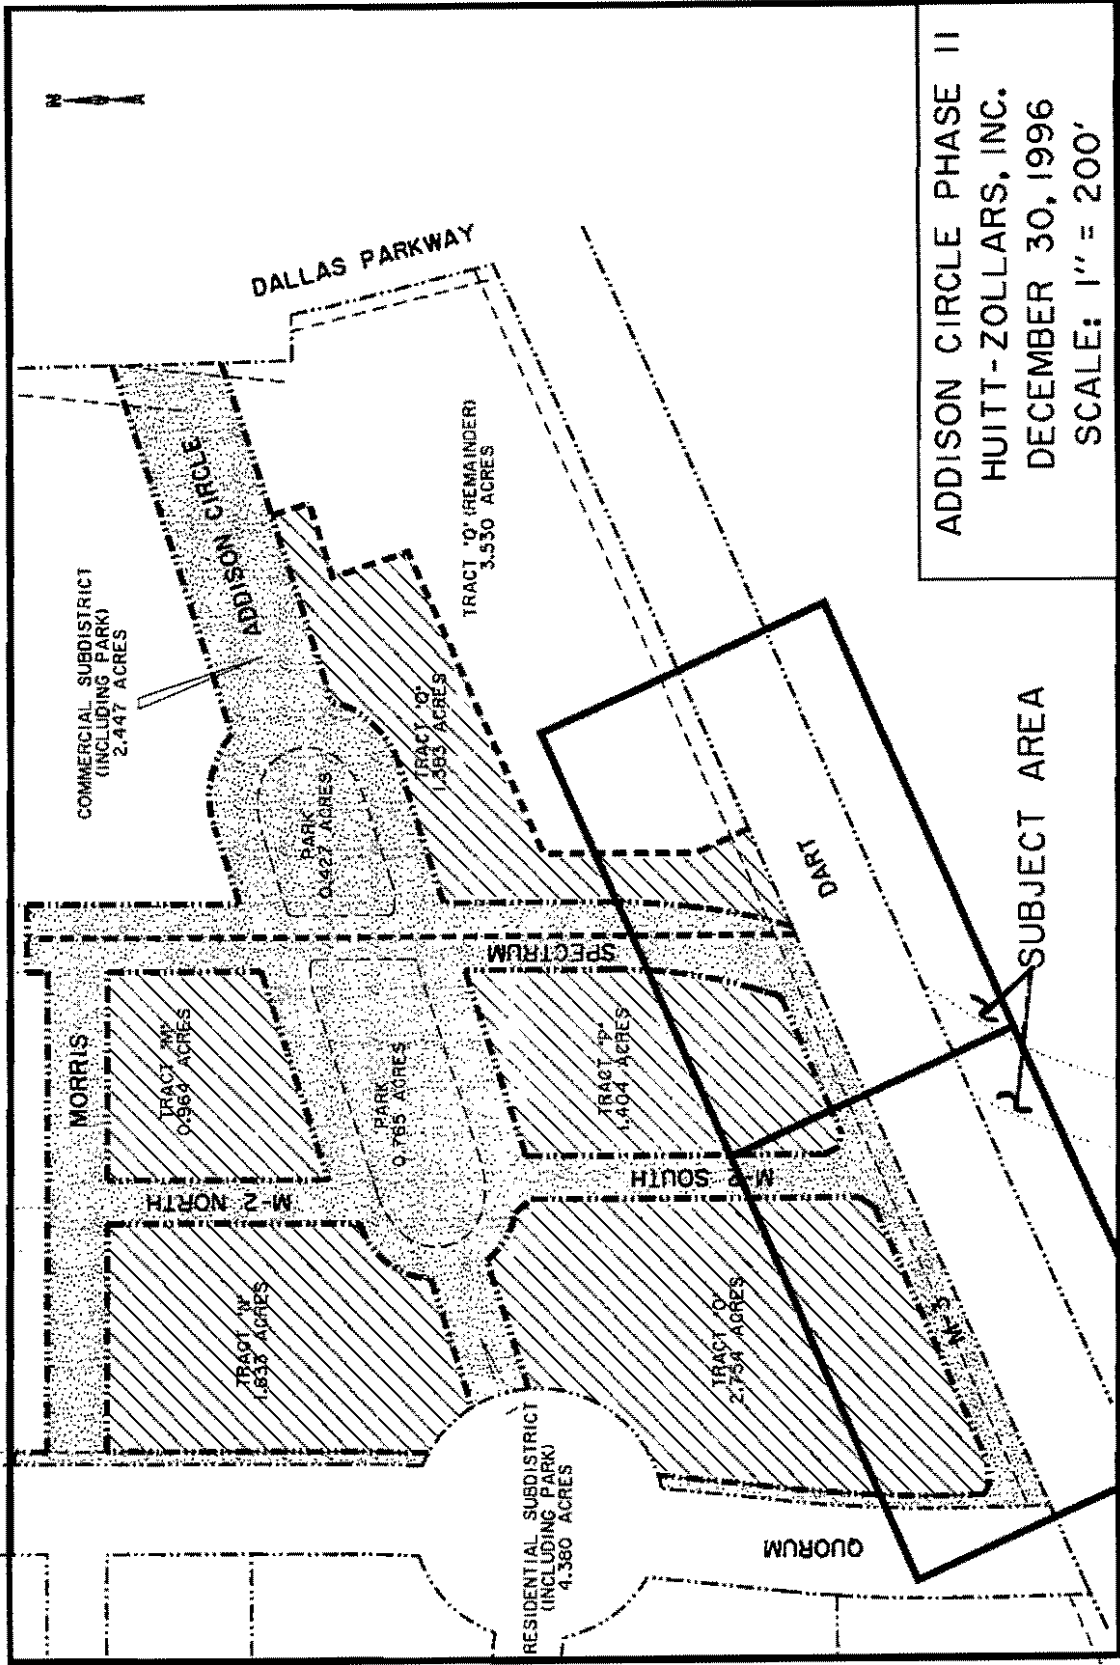 N
DALLAS PARKWAY
COMMERCIAL SUBDISTRICT
(INCLUDING PARK)
2.447 ACRES
ADDISON CIRCLE
TRACT 'Q' (REMAINDER)
3.530 ACRES
TRACT 'Q'
1.383 ACRES
PARK
0.427 ACRES
SPECTRUM
DART
MORRIS
TRACT 'M'
0.964 ACRES
PARK
0.765 ACRES
TRACT 'P'
1.404 ACRES
M-2 NORTH
M-2 SOUTH
TRACT 'N'
1.833 ACRES
TRACT 'O'
2.754 ACRES
M-3
RESIDENTIAL SUBDISTRICT
(INCLUDING PARK)
4.380 ACRES
QUORUM
SUBJECT AREA
ADDISON CIRCLE PHASE II
HUITT-ZOLLARS, INC.
DECEMBER 30, 1996
SCALE: 1'' = 200'